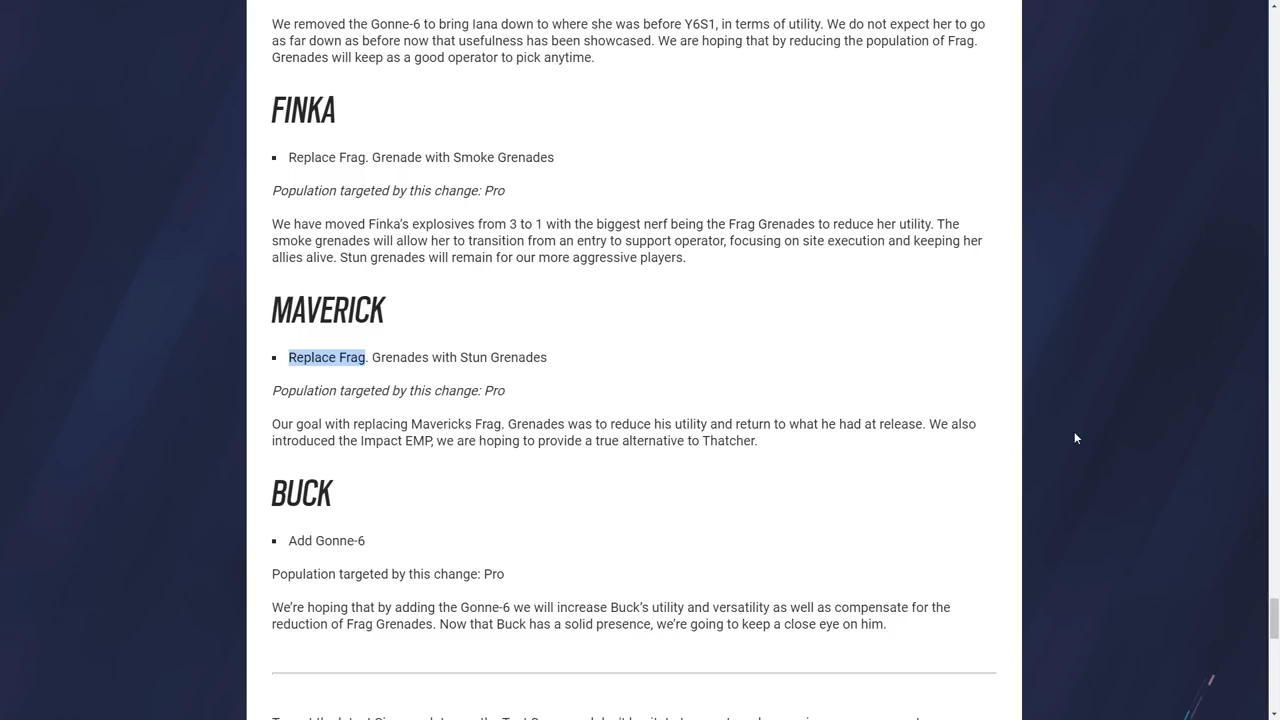 We removed the Gonne-6 to bring Iana down to where she was before Y6S1, in terms of utility. We do not expect her to go
as far down as before now that usefulness has been showcased. We are hoping that by reducing the population of Frag.
Grenades will keep as a good operator to pick anytime.
FINKA
▪ Replace Frag. Grenade with Smoke Grenades
Population targeted by this change: Pro
We have moved Finka's explosives from 3 to 1 with the biggest nerf being the Frag Grenades to reduce her utility. The
smoke grenades will allow her to transition from an entry to support operator, focusing on site execution and keeping her
allies alive. Stun grenades will remain for our more aggressive players.
MAVERICK
▪ Replace Frag. Grenades with Stun Grenades
Population targeted by this change: Pro
Our goal with replacing Mavericks Frag. Grenades was to reduce his utility and return to what he had at release. We also
introduced the Impact EMP, we are hoping to provide a true alternative to Thatcher.
BUCK
▪ Add Gonne-6
Population targeted by this change: Pro
We’re hoping that by adding the Gonne-6 we will increase Buck’s utility and versatility as well as compensate for the
reduction of Frag Grenades. Now that Buck has a solid presence, we’re going to keep a close eye on him.